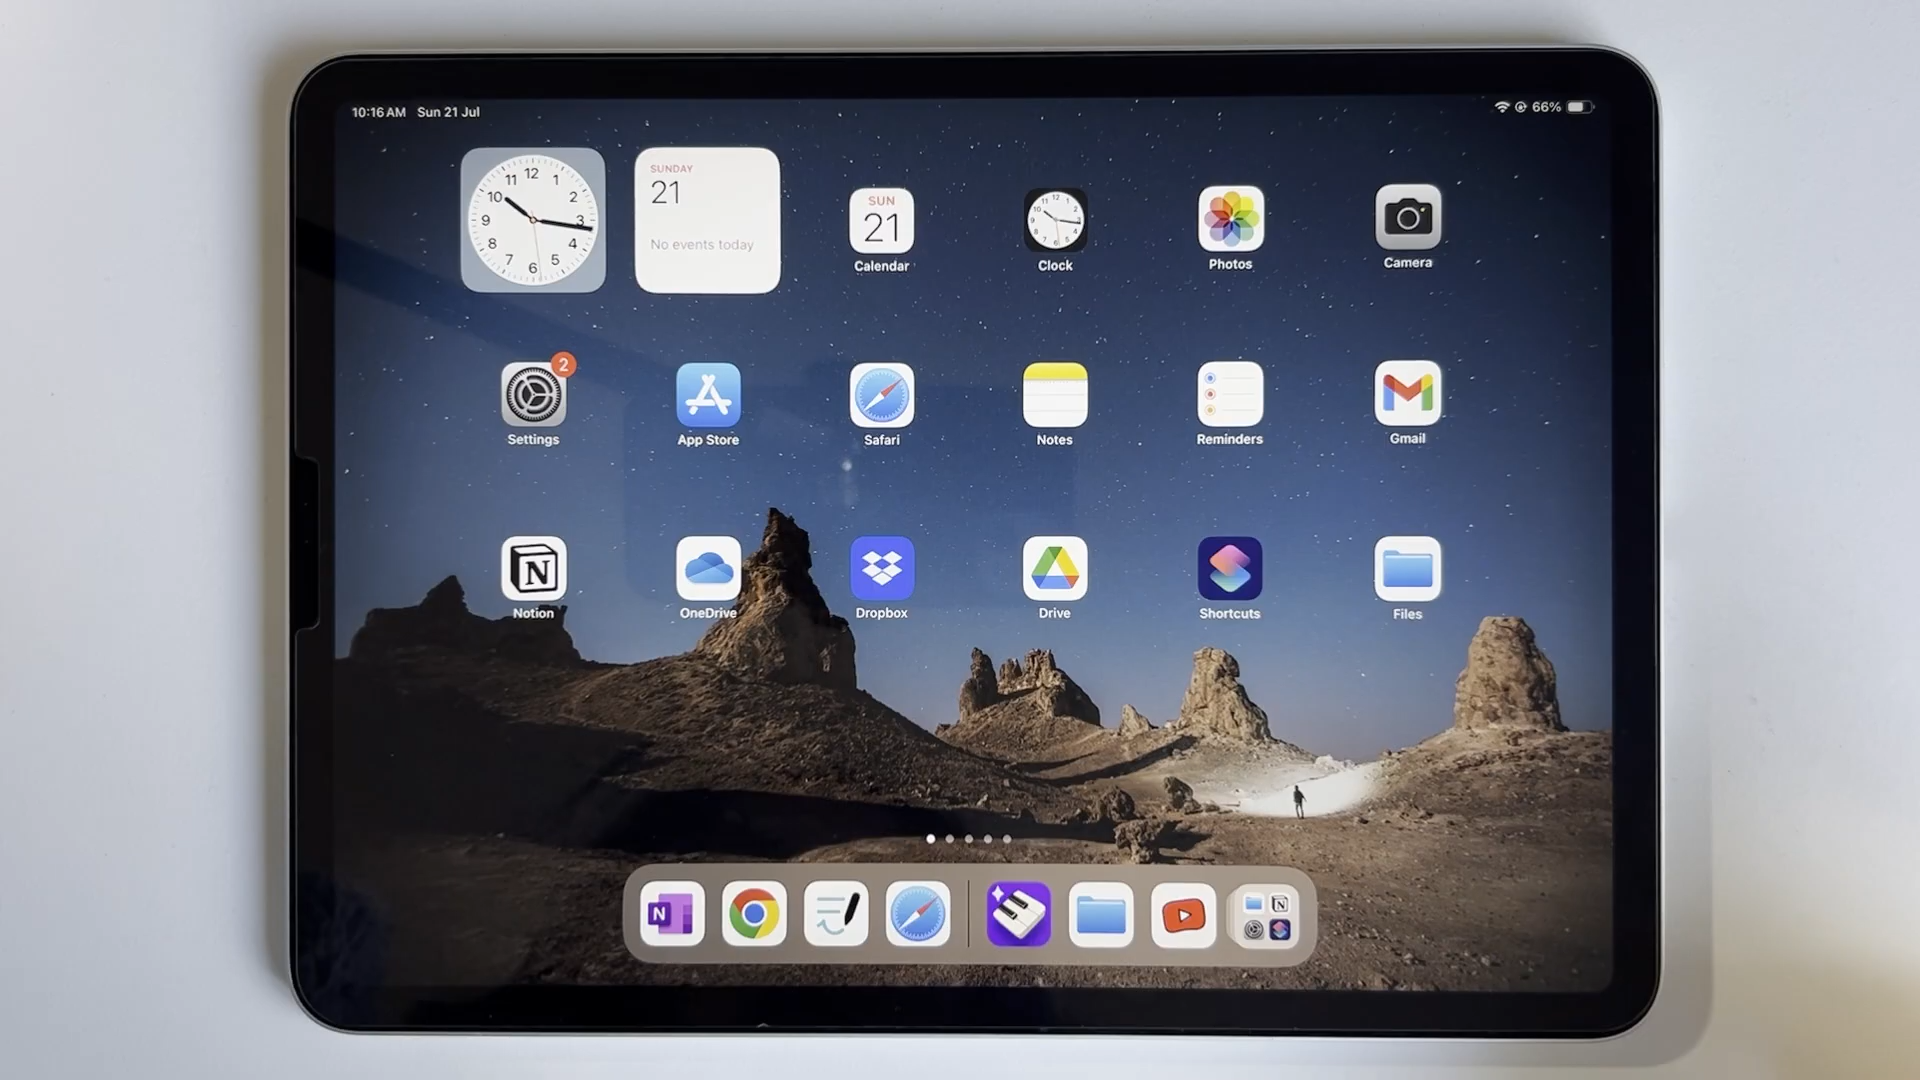 10:16 AM Sun 21 Jul
66%
11 12 1
10 2
9 3
8 4
7 6 5
SUNDAY
21
No events today
SUN
21
Calendar
Clock
Photos
Camera
2
Settings
App Store
Safari
Notes
Reminders
Gmail
N
Notion
OneDrive
Dropbox
Drive
Shortcuts
Files
N
N